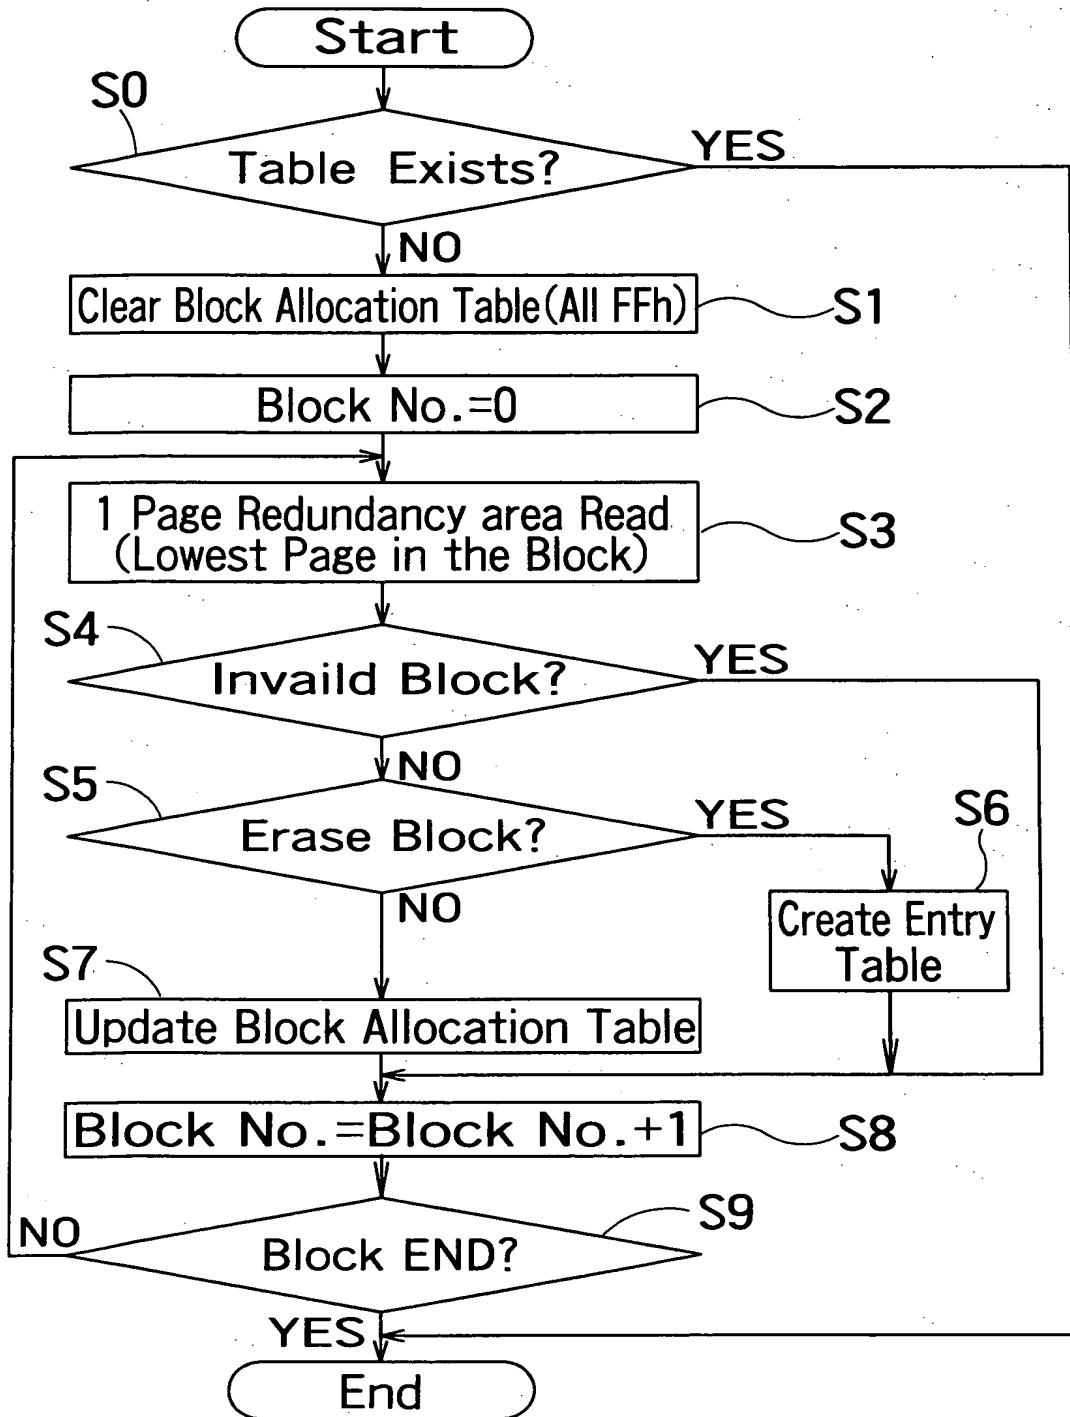 Start
S0
Table Exists?
YES
NO
Clear Block Allocation Table(All FFh)
S1
Block No.=0
S2
1 Page Redundancy area Read
(Lowest Page in the Block)
S3
S4
Invaild Block?
YES
NO
S5
Erase Block?
YES
S6
NO
Create Entry
Table
S7
Update Block Allocation Table
Block No.=Block No.+1
S8
S9
NO
Block END?
YES
End